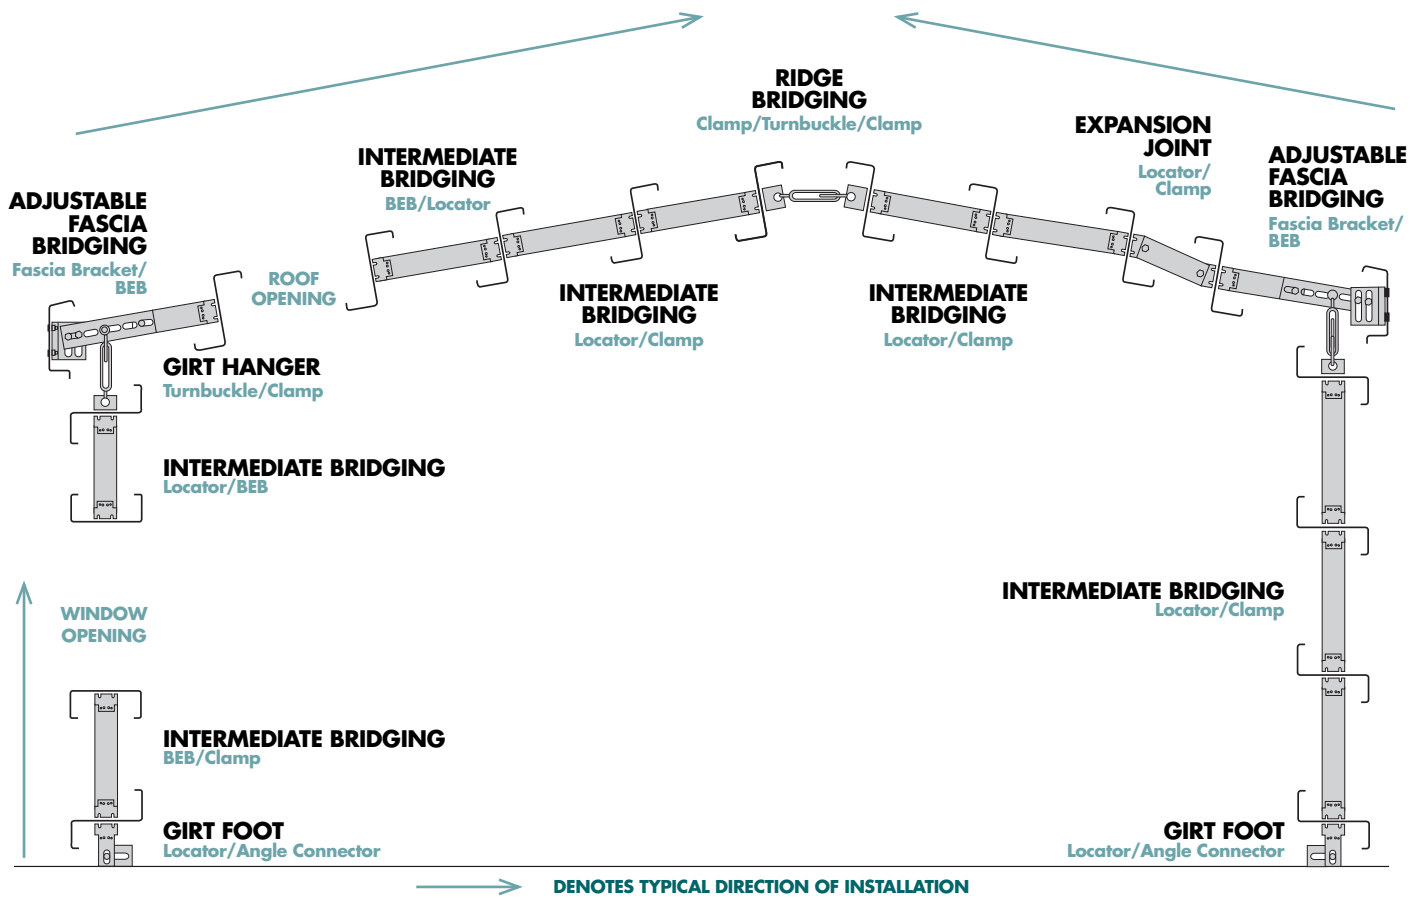 RIDGE
BRIDGING
Clamp/Turnbuckle/Clamp
EXPANSION
JOINT
Locator/
Clamp
ADJUSTABLE
FASCIA
BRIDGING
Fascia Bracket/
BEB
INTERMEDIATE
BRIDGING
BEB/Locator
ADJUSTABLE
FASCIA
BRIDGING
Fascia Bracket/
BEB
ROOF
OPENING
INTERMEDIATE
BRIDGING
Locator/Clamp
INTERMEDIATE
BRIDGING
Locator/Clamp
GIRT HANGER
Turnbuckle/Clamp
INTERMEDIATE BRIDGING
Locator/BEB
WINDOW
OPENING
INTERMEDIATE BRIDGING
Locator/Clamp
INTERMEDIATE BRIDGING
BEB/Clamp
GIRT FOOT
Locator/Angle Connector
GIRT FOOT
Locator/Angle Connector
DENOTES TYPICAL DIRECTION OF INSTALLATION